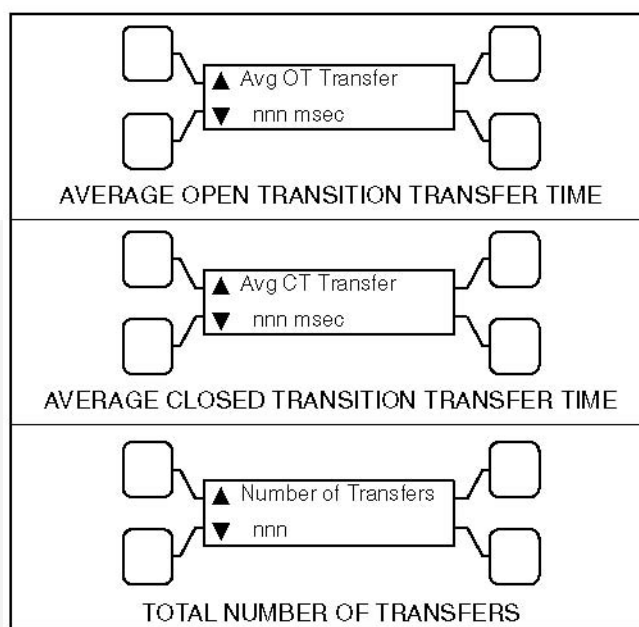 ▲ Avg OT Transfer
▼ nnn msec
AVERAGE OPEN TRANSITION TRANSFER TIME
▲ Avg CT Transfer
▼ nnn msec
AVERAGE CLOSED TRANSITION TRANSFER TIME
▲ Number of Transfers
▼ nnn
TOTAL NUMBER OF TRANSFERS